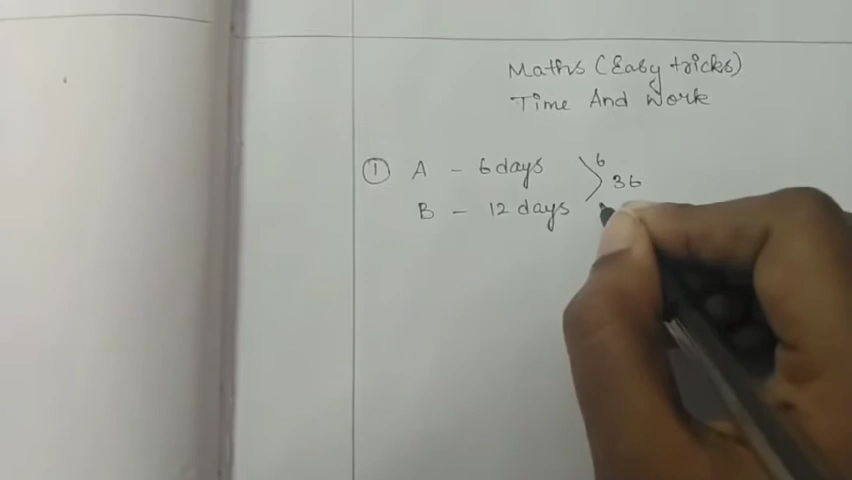 Maths (Easy tricks)
Time And Work
① A - 6 days 6
36
B - 12 days